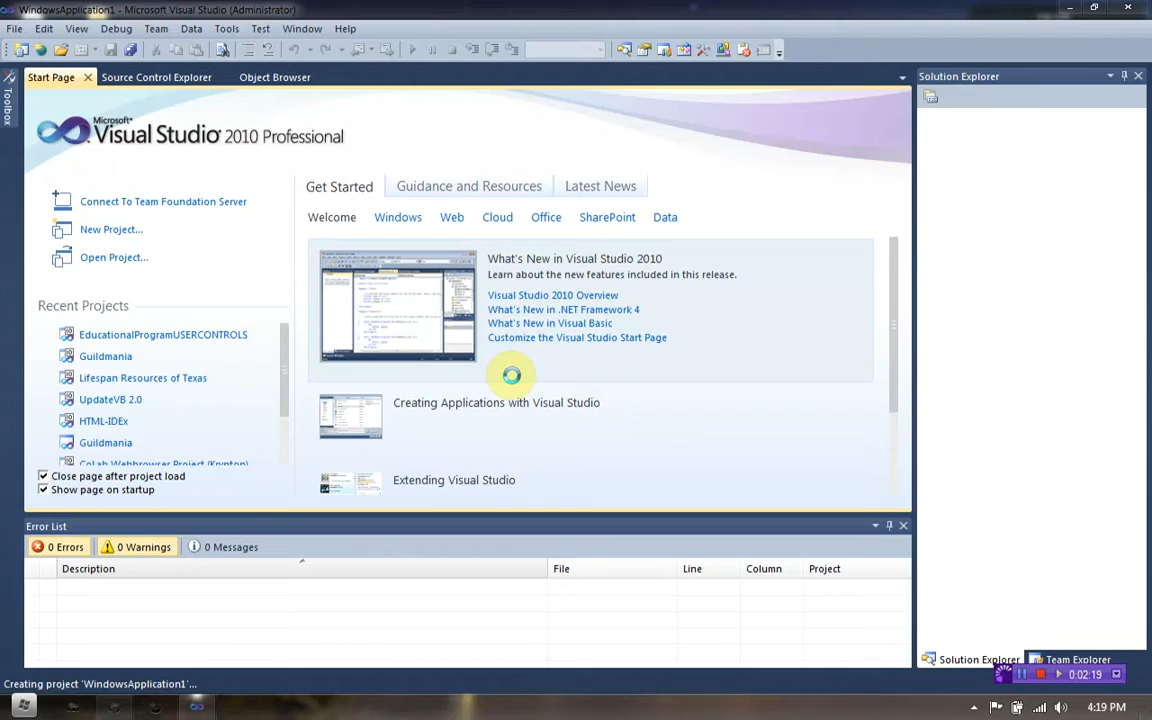 WindowsApplication1 - Microsoft Visual Studio (Administrator)
File Edit View Debug Team Data Tools Test Window Help
Start Page Source Control Explorer Object Browser
Solution Explorer
Toolbox
Microsoft®
Visual Studio® 2010 Professional
Connect To Team Foundation Server
New Project...
Open Project...
Recent Projects
EducationalProgramUSERCONTROLS
Guildmania
Lifespan Resources of Texas
UpdateVB 2.0
HTML-IDEx
Guildmania
CoLab Webbrowser Project (Krypton)
Close page after project load
Show page on startup
Get Started Guidance and Resources Latest News
Welcome Windows Web Cloud Office SharePoint Data
What's New in Visual Studio 2010
Learn about the new features included in this release.
Visual Studio 2010 Overview
What's New in .NET Framework 4
What's New in Visual Basic
Customize the Visual Studio Start Page
Creating Applications with Visual Studio
Extending Visual Studio
Error List
0 Errors 0 Warnings 0 Messages
Description File Line Column Project
Solution Explorer Team Explorer
0:02:19
Creating project 'WindowsApplication1'...
4:19 PM